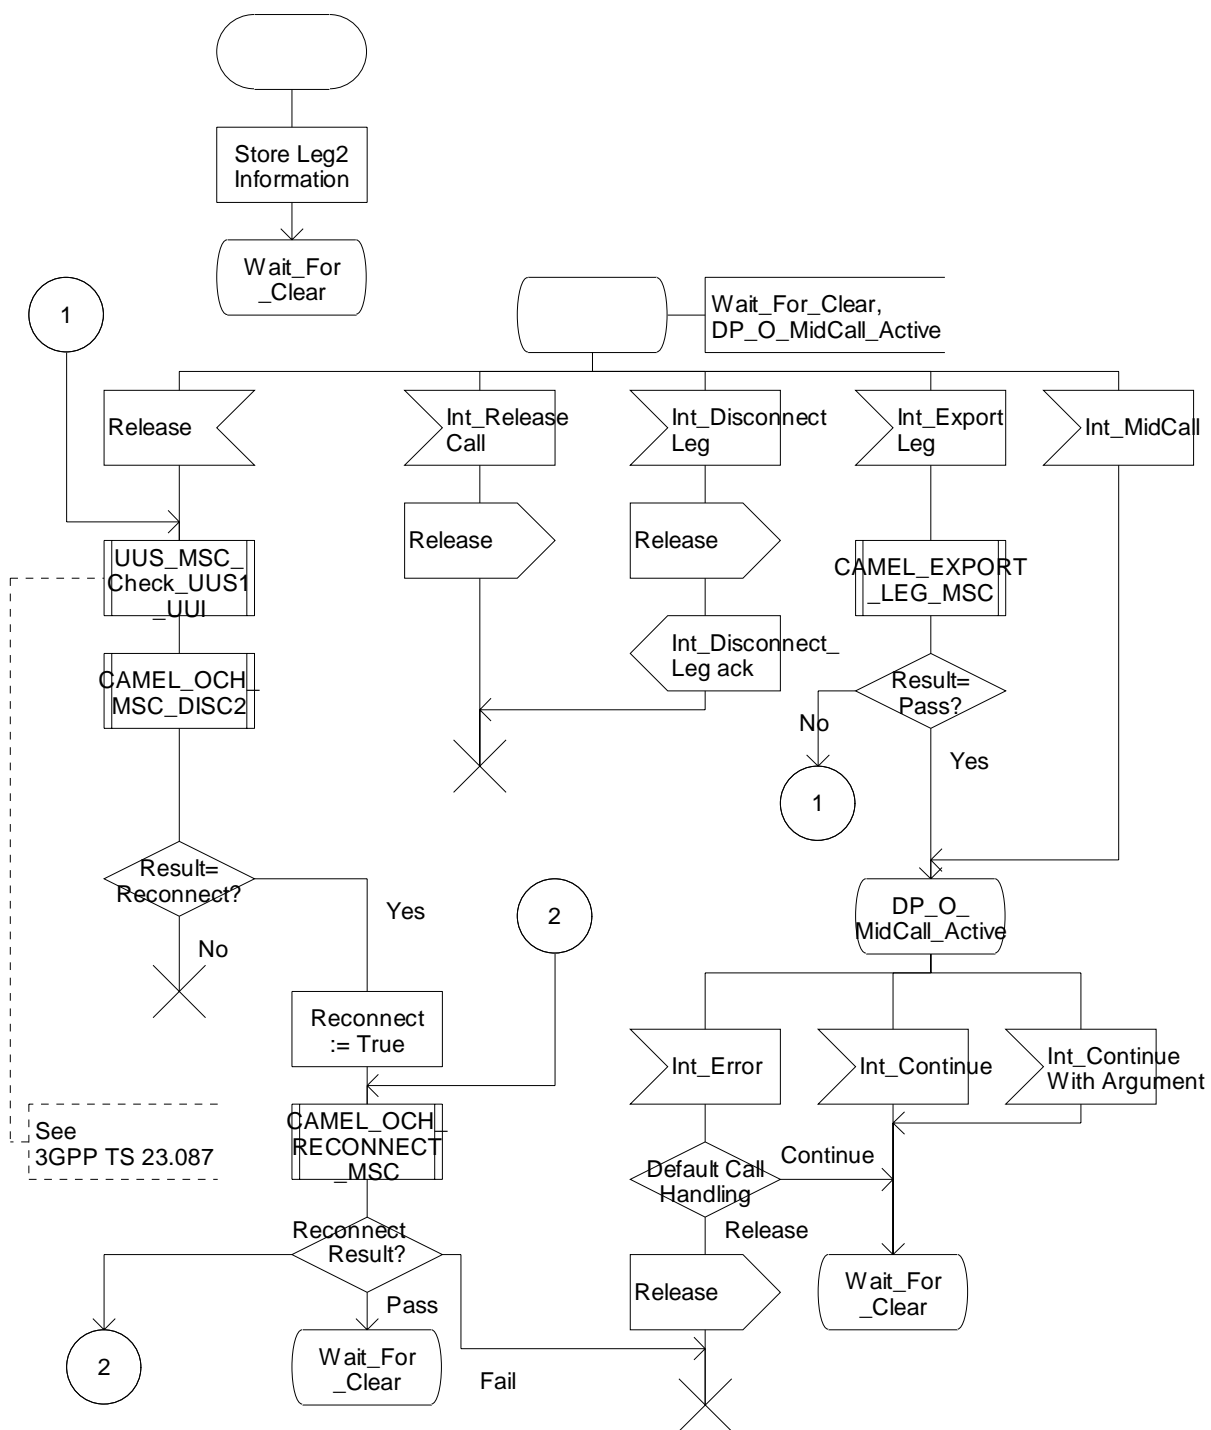 Store Leg2
Information
Wait_For
_Clear
1
Wait_For_Clear,
DP_O_MidCall_Active
Release
Int_Release
Call
Int_Disconnect
Leg
Int_Export
Leg
Int_MidCall
Release
Release
UUS_MSC_
Check_UUS1
_UUI
CAMEL_EXPORT
_LEG_MSC
Int_Disconnect_
Leg ack
CAMEL_OCH_
MSC_DISC2
Result=
Pass?
No
Yes
1
Result=
Reconnect?
Yes
No
2
DP_O_
MidCall_Active
Reconnect
:= True
Int_Error
Int_Continue
Int_Continue
With Argument
See
3GPP TS 23.087
CAMEL_OCH_
RECONNECT
_MSC
Default Call
Handling
Continue
Release
Reconnect
Result?
Pass
Release
Wait_For
_Clear
2
Wait_For
_Clear
Fail